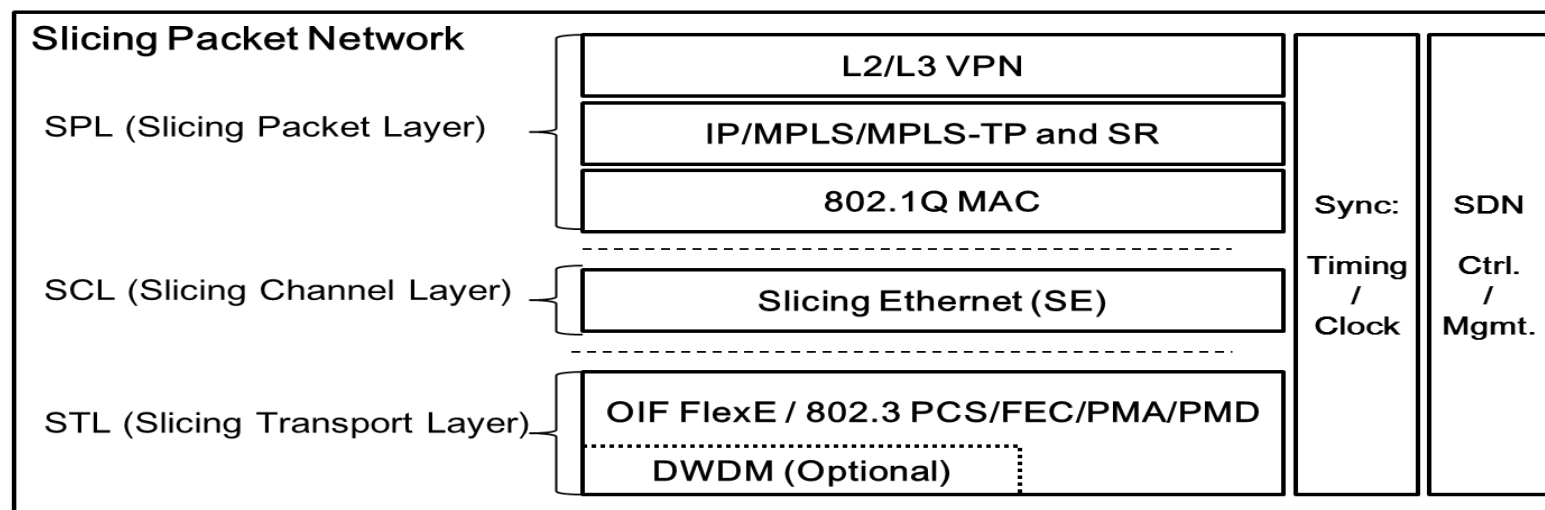 Slicing Packet Network
L2/L3 VPN
SPL (Slicing Packet Layer)
IP/MPLS/MPLS-TP and SR
802.1Q MAC
SCL (Slicing Channel Layer)
Slicing Ethernet (SE)
STL (Slicing Transport Layer)
OIF FlexE / 802.3 PCS/FEC/PMA/PMD
DWDM (Optional)
Sync:
Timing
/
Clock
SDN
Ctrl.
/
Mgmt.